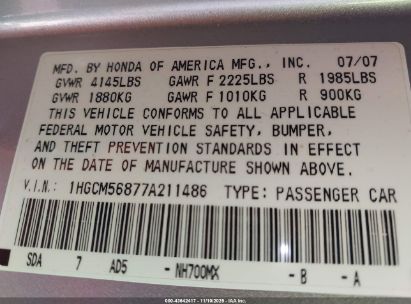 MFD. BY HONDA OF AMERICA MFG., INC. 07/07
GVWR 4145LBS GAWR F 2225LBS R 1985LBS
GVWR 1880KG GAWR F 1010KG R 900KG
THIS VEHICLE CONFORMS TO ALL APPLICABLE
FEDERAL MOTOR VEHICLE SAFETY, BUMPER,
AND THEFT PREVENTION STANDARDS IN EFFECT
ON THE DATE OF MANUFACTURE SHOWN ABOVE.
V.I.N.: 1HGCM56877A211486 TYPE: PASSENGER CAR
SDA 7 AD5 - NH700MX - B - A